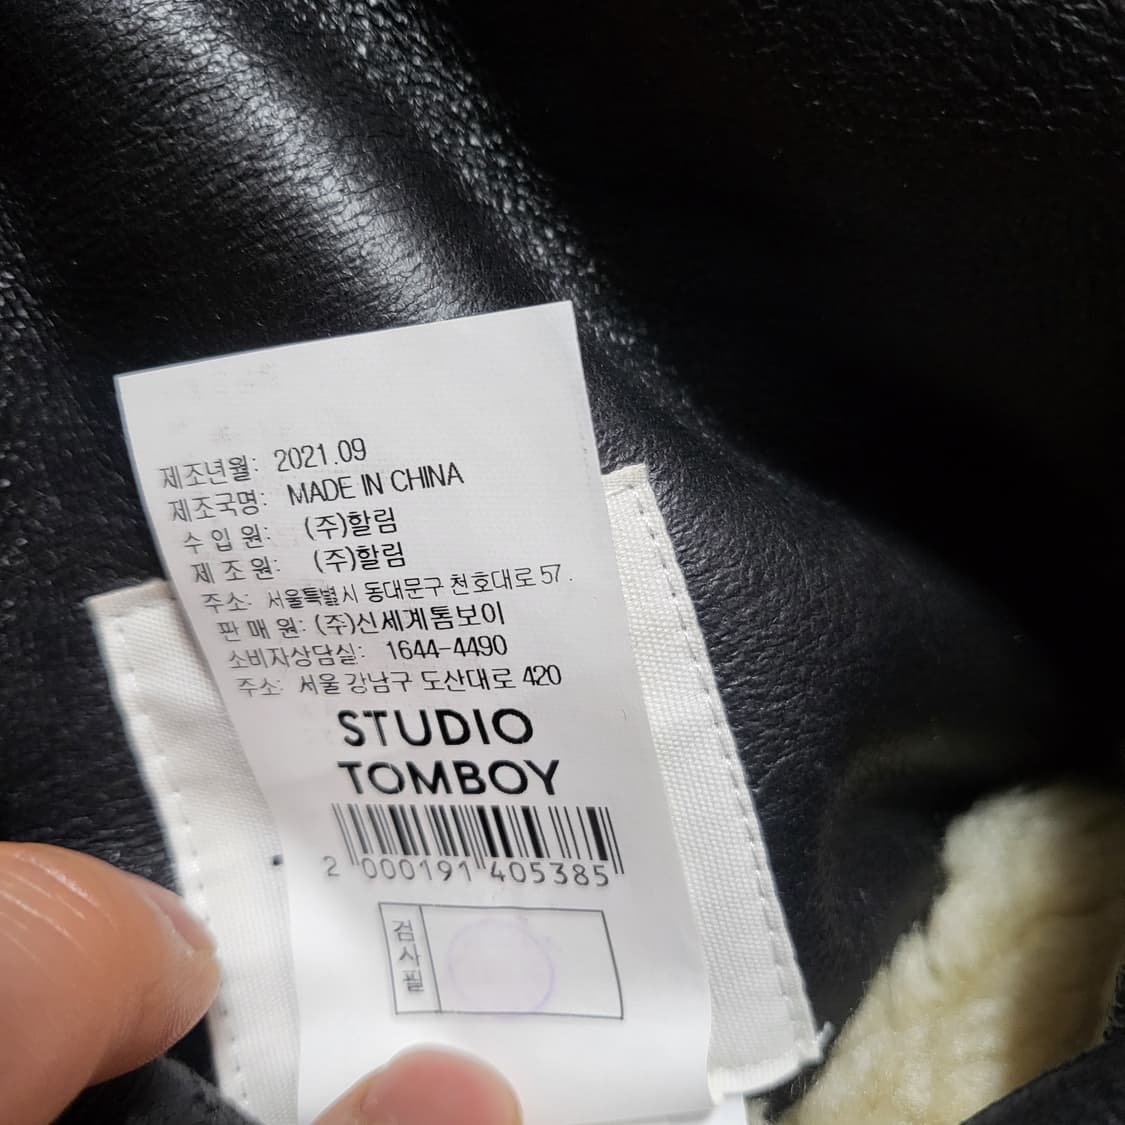 제조년월: 2021.09
제조국명: MADE IN CHINA
수 입 원: (주)할림
제 조 원: (주)할림
주소: 서울특별시 동대문구 천호대로 57.
판 매 원: (주)신세계톰보이
소비자상담실: 1644-4490
주소: 서울 강남구 도산대로 420
STUDIO
TOMBOY
2 000191 405385
검사필